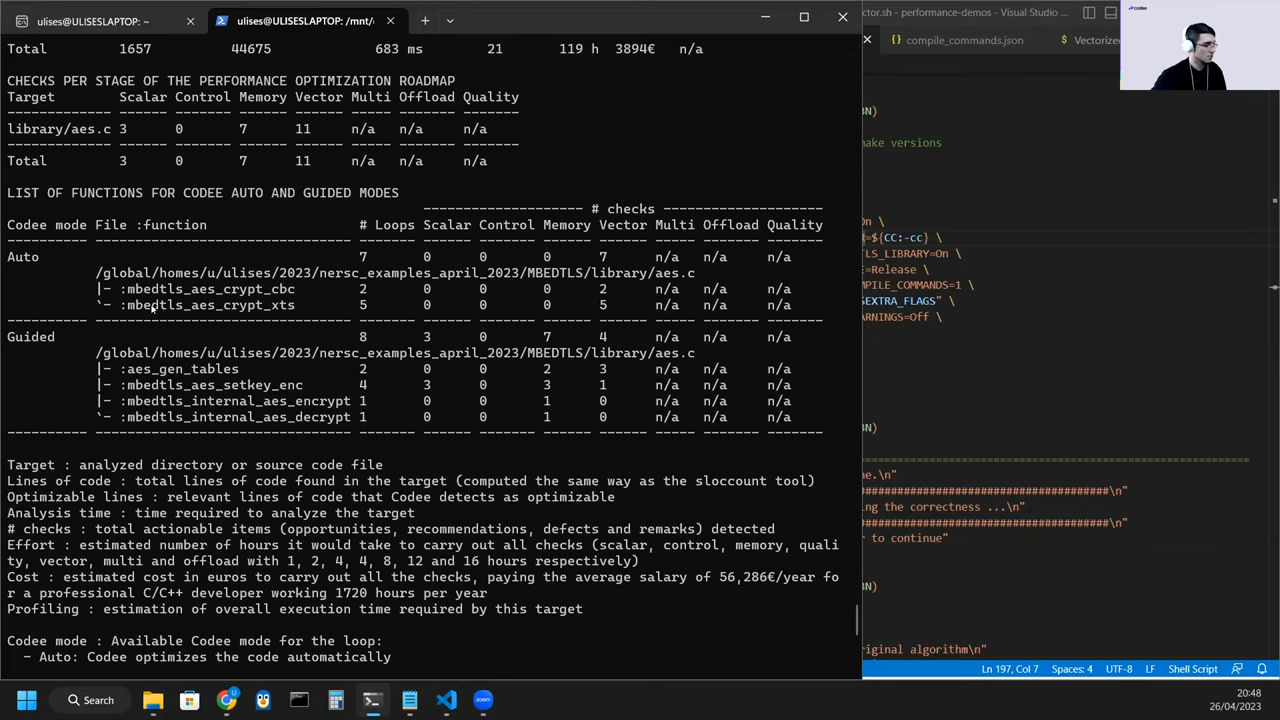 ulises@ULISESLAPTOP: ~
ulises@ULISESLAPTOP: /mnt/
ctor.sh - performance-demos - Visual Studio
codee
compile_commands.json
Vectorized
Total 1657 44675 683 ms 21 119 h 3894€ n/a
CHECKS PER STAGE OF THE PERFORMANCE OPTIMIZATION ROADMAP
Target Scalar Control Memory Vector Multi Offload Quality
library/aes.c 3 0 7 11 n/a n/a n/a
Total 3 0 7 11 n/a n/a n/a
LIST OF FUNCTIONS FOR CODEE AUTO AND GUIDED MODES
# checks
Codee mode File :function # Loops Scalar Control Memory Vector Multi Offload Quality
Auto 7 0 0 0 7 n/a n/a n/a
/global/homes/u/ulises/2023/nersc_examples_april_2023/MBEDTLS/library/aes.c
|- :mbedtls_aes_crypt_cbc 2 0 0 0 2 n/a n/a n/a
`- :mbedtls_aes_crypt_xts 5 0 0 0 5 n/a n/a n/a
Guided 8 3 0 7 4 n/a n/a n/a
/global/homes/u/ulises/2023/nersc_examples_april_2023/MBEDTLS/library/aes.c
|- :aes_gen_tables 2 0 0 2 3 n/a n/a n/a
|- :mbedtls_aes_setkey_enc 4 3 0 3 1 n/a n/a n/a
|- :mbedtls_internal_aes_encrypt 1 0 0 1 0 n/a n/a n/a
`- :mbedtls_internal_aes_decrypt 1 0 0 1 0 n/a n/a n/a
Target : analyzed directory or source code file
Lines of code : total lines of code found in the target (computed the same way as the sloccount tool)
Optimizable lines : relevant lines of code that Codee detects as optimizable
Analysis time : time required to analyze the target
# checks : total actionable items (opportunities, recommendations, defects and remarks) detected
Effort : estimated number of hours it would take to carry out all checks (scalar, control, memory, quali
ty, vector, multi and offload with 1, 2, 4, 4, 8, 12 and 16 hours respectively)
Cost : estimated cost in euros to carry out all the checks, paying the average salary of 56,286€/year fo
r a professional C/C++ developer working 1720 hours per year
Profiling : estimation of overall execution time required by this target
Codee mode : Available Codee mode for the loop:
- Auto: Codee optimizes the code automatically
N)
make versions
On \
=${CC:-cc} \
TLS_LIBRARY=On \
E=Release \
MPILE_COMMANDS=1 \
SEXTRA_FLAGS" \
ARNINGS=Off \
N)
==============================================================
ne.\n"
######################################\n"
ing the correctness ...\n"
######################################\n"
r to continue"
N)
riginal algorithm\n"
Ln 197, Col 7 Spaces: 4 UTF-8 LF Shell Script
Search
20:48
26/04/2023